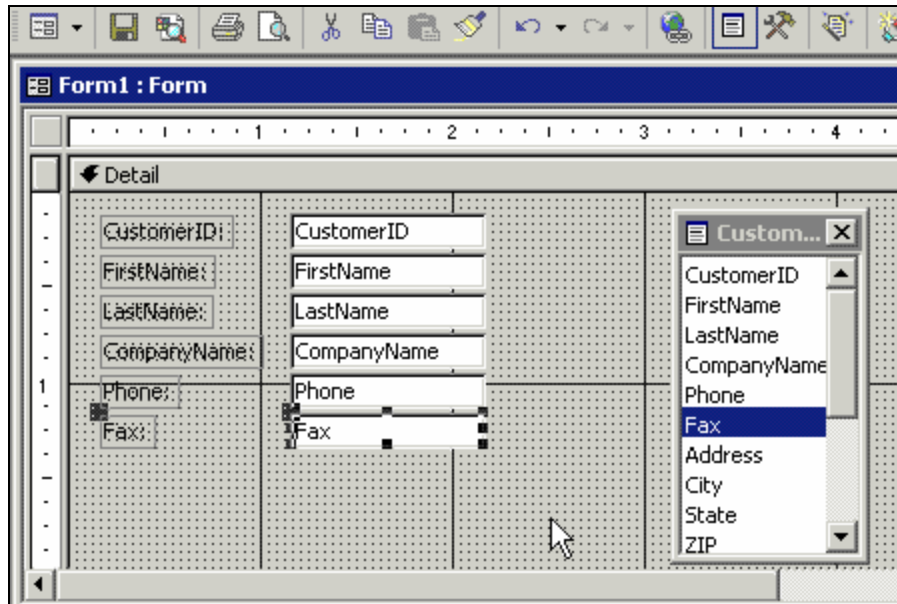 Form1 : Form
1 2 3 4
Detail
CustomerID: CustomerID
FirstName: FirstName
LastName: LastName
CompanyName: CompanyName
1
Phone: Phone
Fax: Fax
Custom...
CustomerID
FirstName
LastName
CompanyName
Phone
Fax
Address
City
State
ZIP